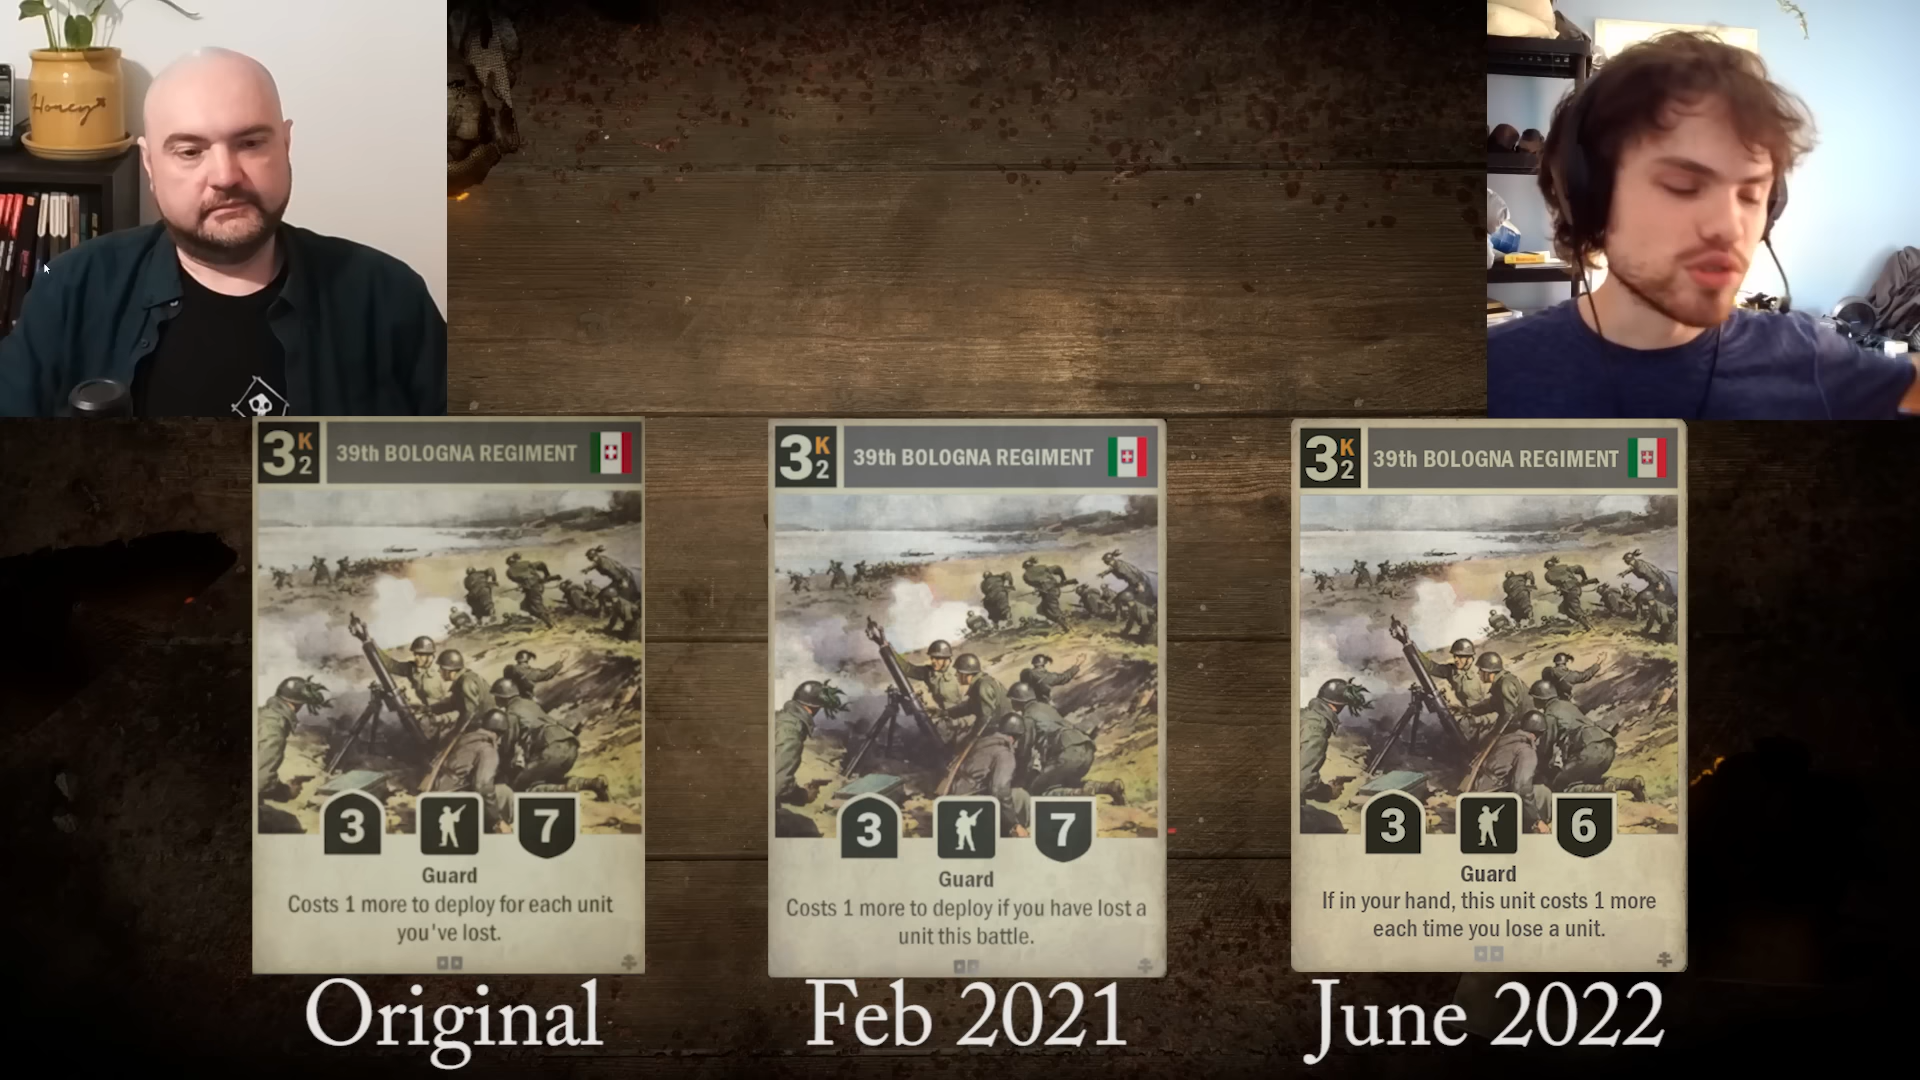 Honey
3K
2
39th BOLOGNA REGIMENT
3
7
Guard
Costs 1 more to deploy for each unit
you've lost.
Original
3K
2
39th BOLOGNA REGIMENT
3
7
Guard
Costs 1 more to deploy if you have lost a
unit this battle.
Feb 2021
3K
2
39th BOLOGNA REGIMENT
3
6
Guard
If in your hand, this unit costs 1 more
each time you lose a unit.
June 2022